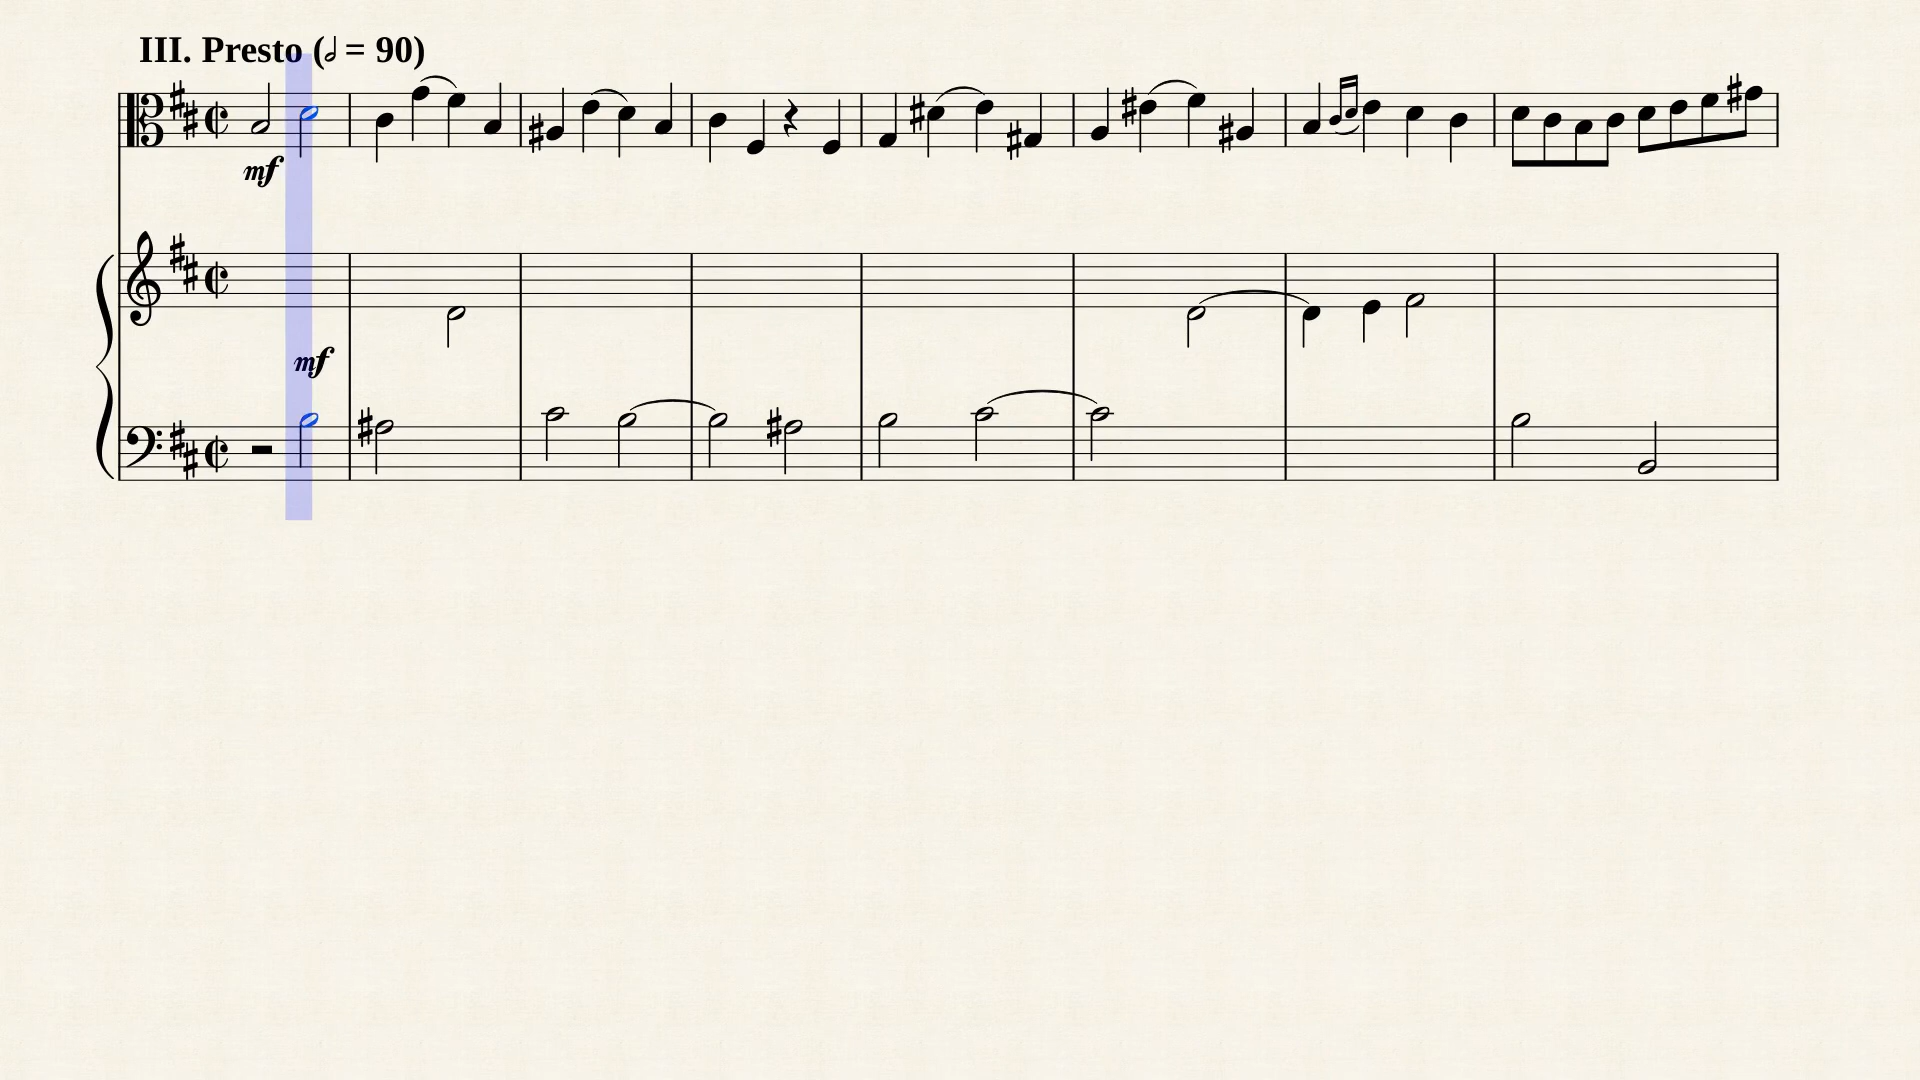 III. Presto (𝅗𝅥 = 90)
mf
mf